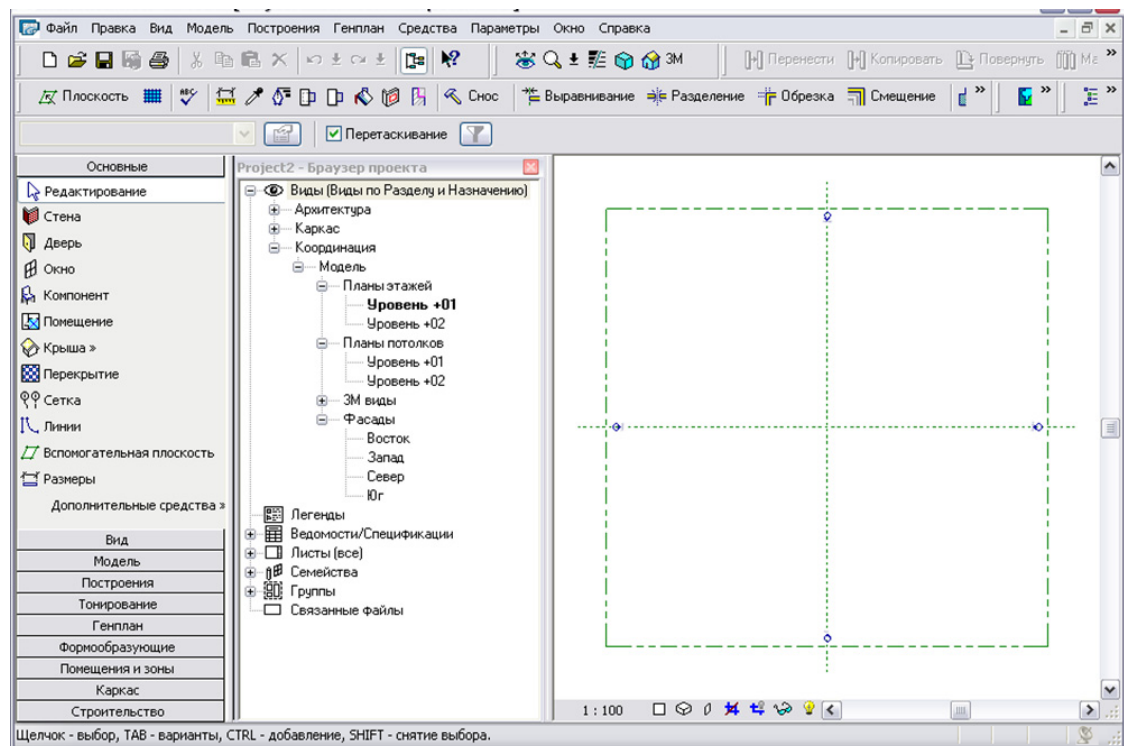 Файл Правка Вид Модель Построения Генплан Средства Параметры Окно Справка
3М Перенести Копировать Повернуть Ма
Плоскость Снос Выравнивание Разделение Обрезка Смещение
Перетаскивание
Основные
Редактирование
Стена
Дверь
Окно
Компонент
Помещение
Крыша »
Перекрытие
Сетка
Линии
Вспомогательная плоскость
Размеры
Дополнительные средства »
Вид
Модель
Построения
Тонирование
Генплан
Формообразующие
Помещения и зоны
Каркас
Строительство
Project2 - Браузер проекта
Виды (Виды по Разделу и Назначению)
Архитектура
Каркас
Координация
Модель
Планы этажей
Уровень +01
Уровень +02
Планы потолков
Уровень +01
Уровень +02
3М виды
Фасады
Восток
Запад
Север
Юг
Легенды
Ведомости/Спецификации
Листы (все)
Семейства
Группы
Связанные файлы
1 : 100
Щелчок - выбор, TAB - варианты, CTRL - добавление, SHIFT - снятие выбора.